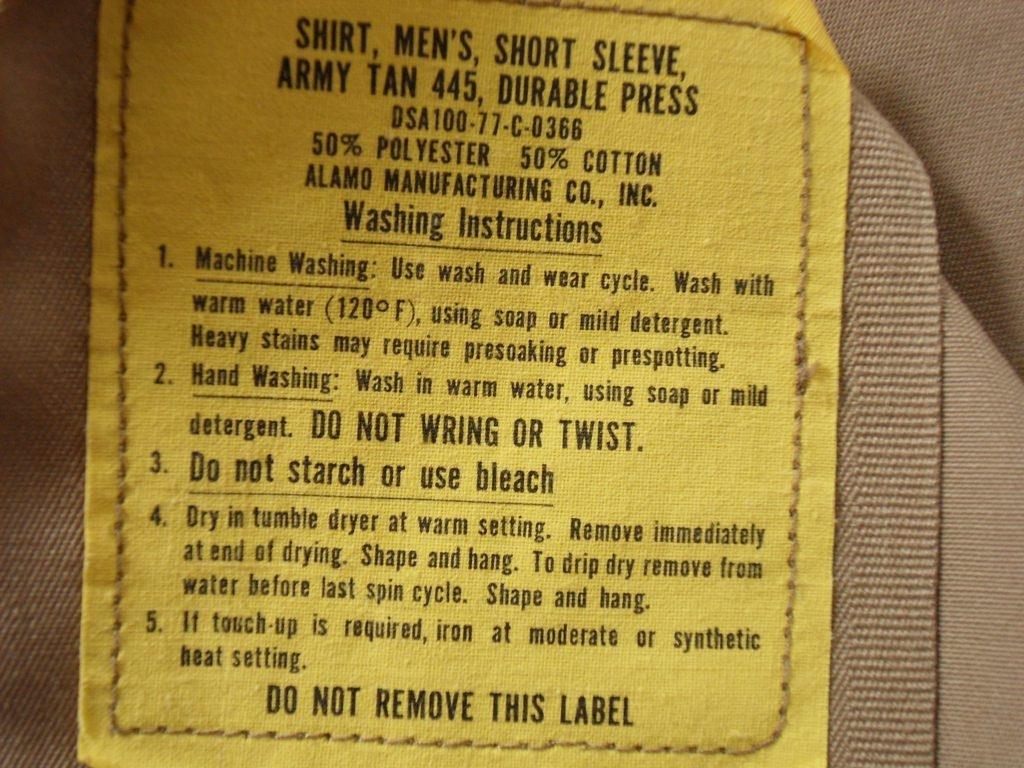 SHIRT, MEN'S, SHORT SLEEVE,
ARMY TAN 445, DURABLE PRESS
DSA100-77-C-0366
50% POLYESTER 50% COTTON
ALAMO MANUFACTURING CO., INC.
Washing Instructions
1. Machine Washing: Use wash and wear cycle. Wash with
warm water (120° F), using soap or mild detergent.
Heavy stains may require presoaking or prespotting.
2. Hand Washing: Wash in warm water, using soap or mild
detergent. DO NOT WRING OR TWIST.
3. Do not starch or use bleach
4. Dry in tumble dryer at warm setting. Remove immediately
at end of drying. Shape and hang. To drip dry remove from
water before last spin cycle. Shape and hang.
5. If touch-up is required, iron at moderate or synthetic
heat setting.
DO NOT REMOVE THIS LABEL